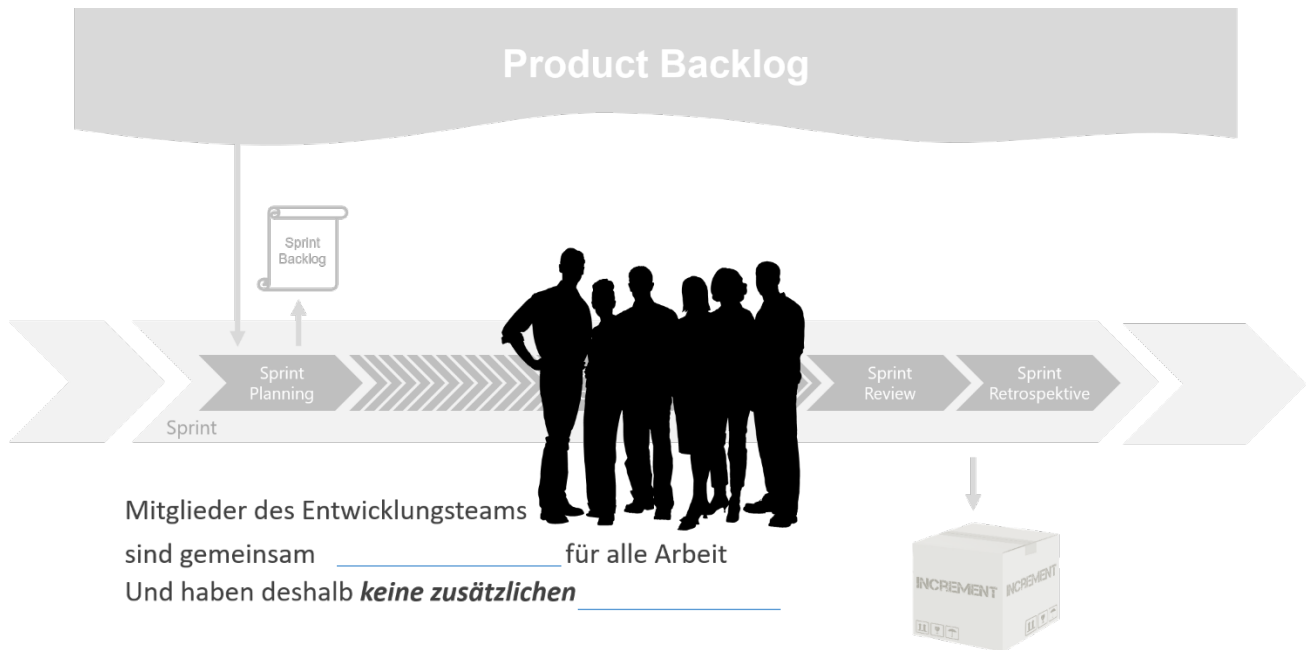 Product Backlog
Sprint
Backlog
Sprint
Planning
Sprint
Review
Sprint
Retrospektive
Sprint
Mitglieder des Entwicklungsteams
sind gemeinsam für alle Arbeit
Und haben deshalb keine zusätzlichen
INCREMENT
INCREMENT